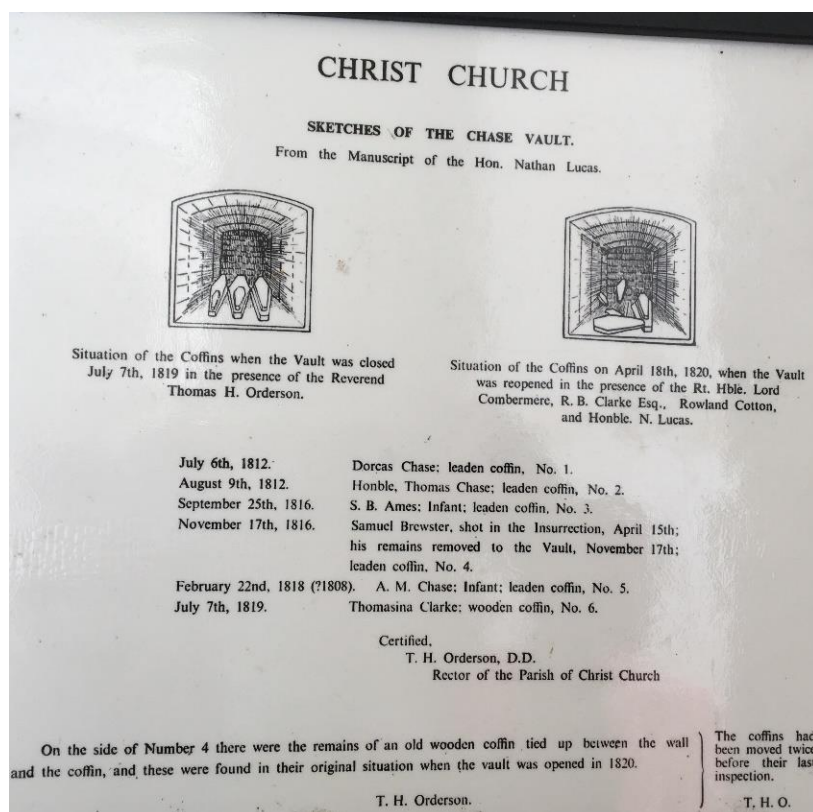 CHRIST CHURCH
SKETCHES OF THE CHASE VAULT.
From the Manuscript of the Hon. Nathan Lucas.
Situation of the Coffins when the Vault was closed
July 7th, 1819 in the presence of the Reverend
Thomas H. Orderson.
Situation of the Coffins on April 18th, 1820, when the Vault
was reopened in the presence of the Rt. Hble. Lord
Combermere, R. B. Clarke Esq., Rowland Cotton,
and Honble. N. Lucas.
July 6th, 1812. Dorcas Chase; leaden coffin, No. 1.
August 9th, 1812. Honble, Thomas Chase; leaden coffin, No. 2.
September 25th, 1816. S. B. Ames; Infant; leaden coffin, No. 3.
November 17th, 1816. Samuel Brewster, shot in the Insurrection, April 15th;
his remains removed to the Vault, November 17th;
leaden coffin, No. 4.
February 22nd, 1818 (?1808). A. M. Chase; Infant; leaden coffin, No. 5.
July 7th, 1819. Thomasina Clarke; wooden coffin, No. 6.
Certified,
T. H. Orderson, D.D.
Rector of the Parish of Christ Church
On the side of Number 4 there were the remains of an old wooden coffin tied up between the wall
and the coffin, and these were found in their original situation when the vault was opened in 1820.
T. H. Orderson.
The coffins had
been moved twice
before their last
inspection.
T. H. O.